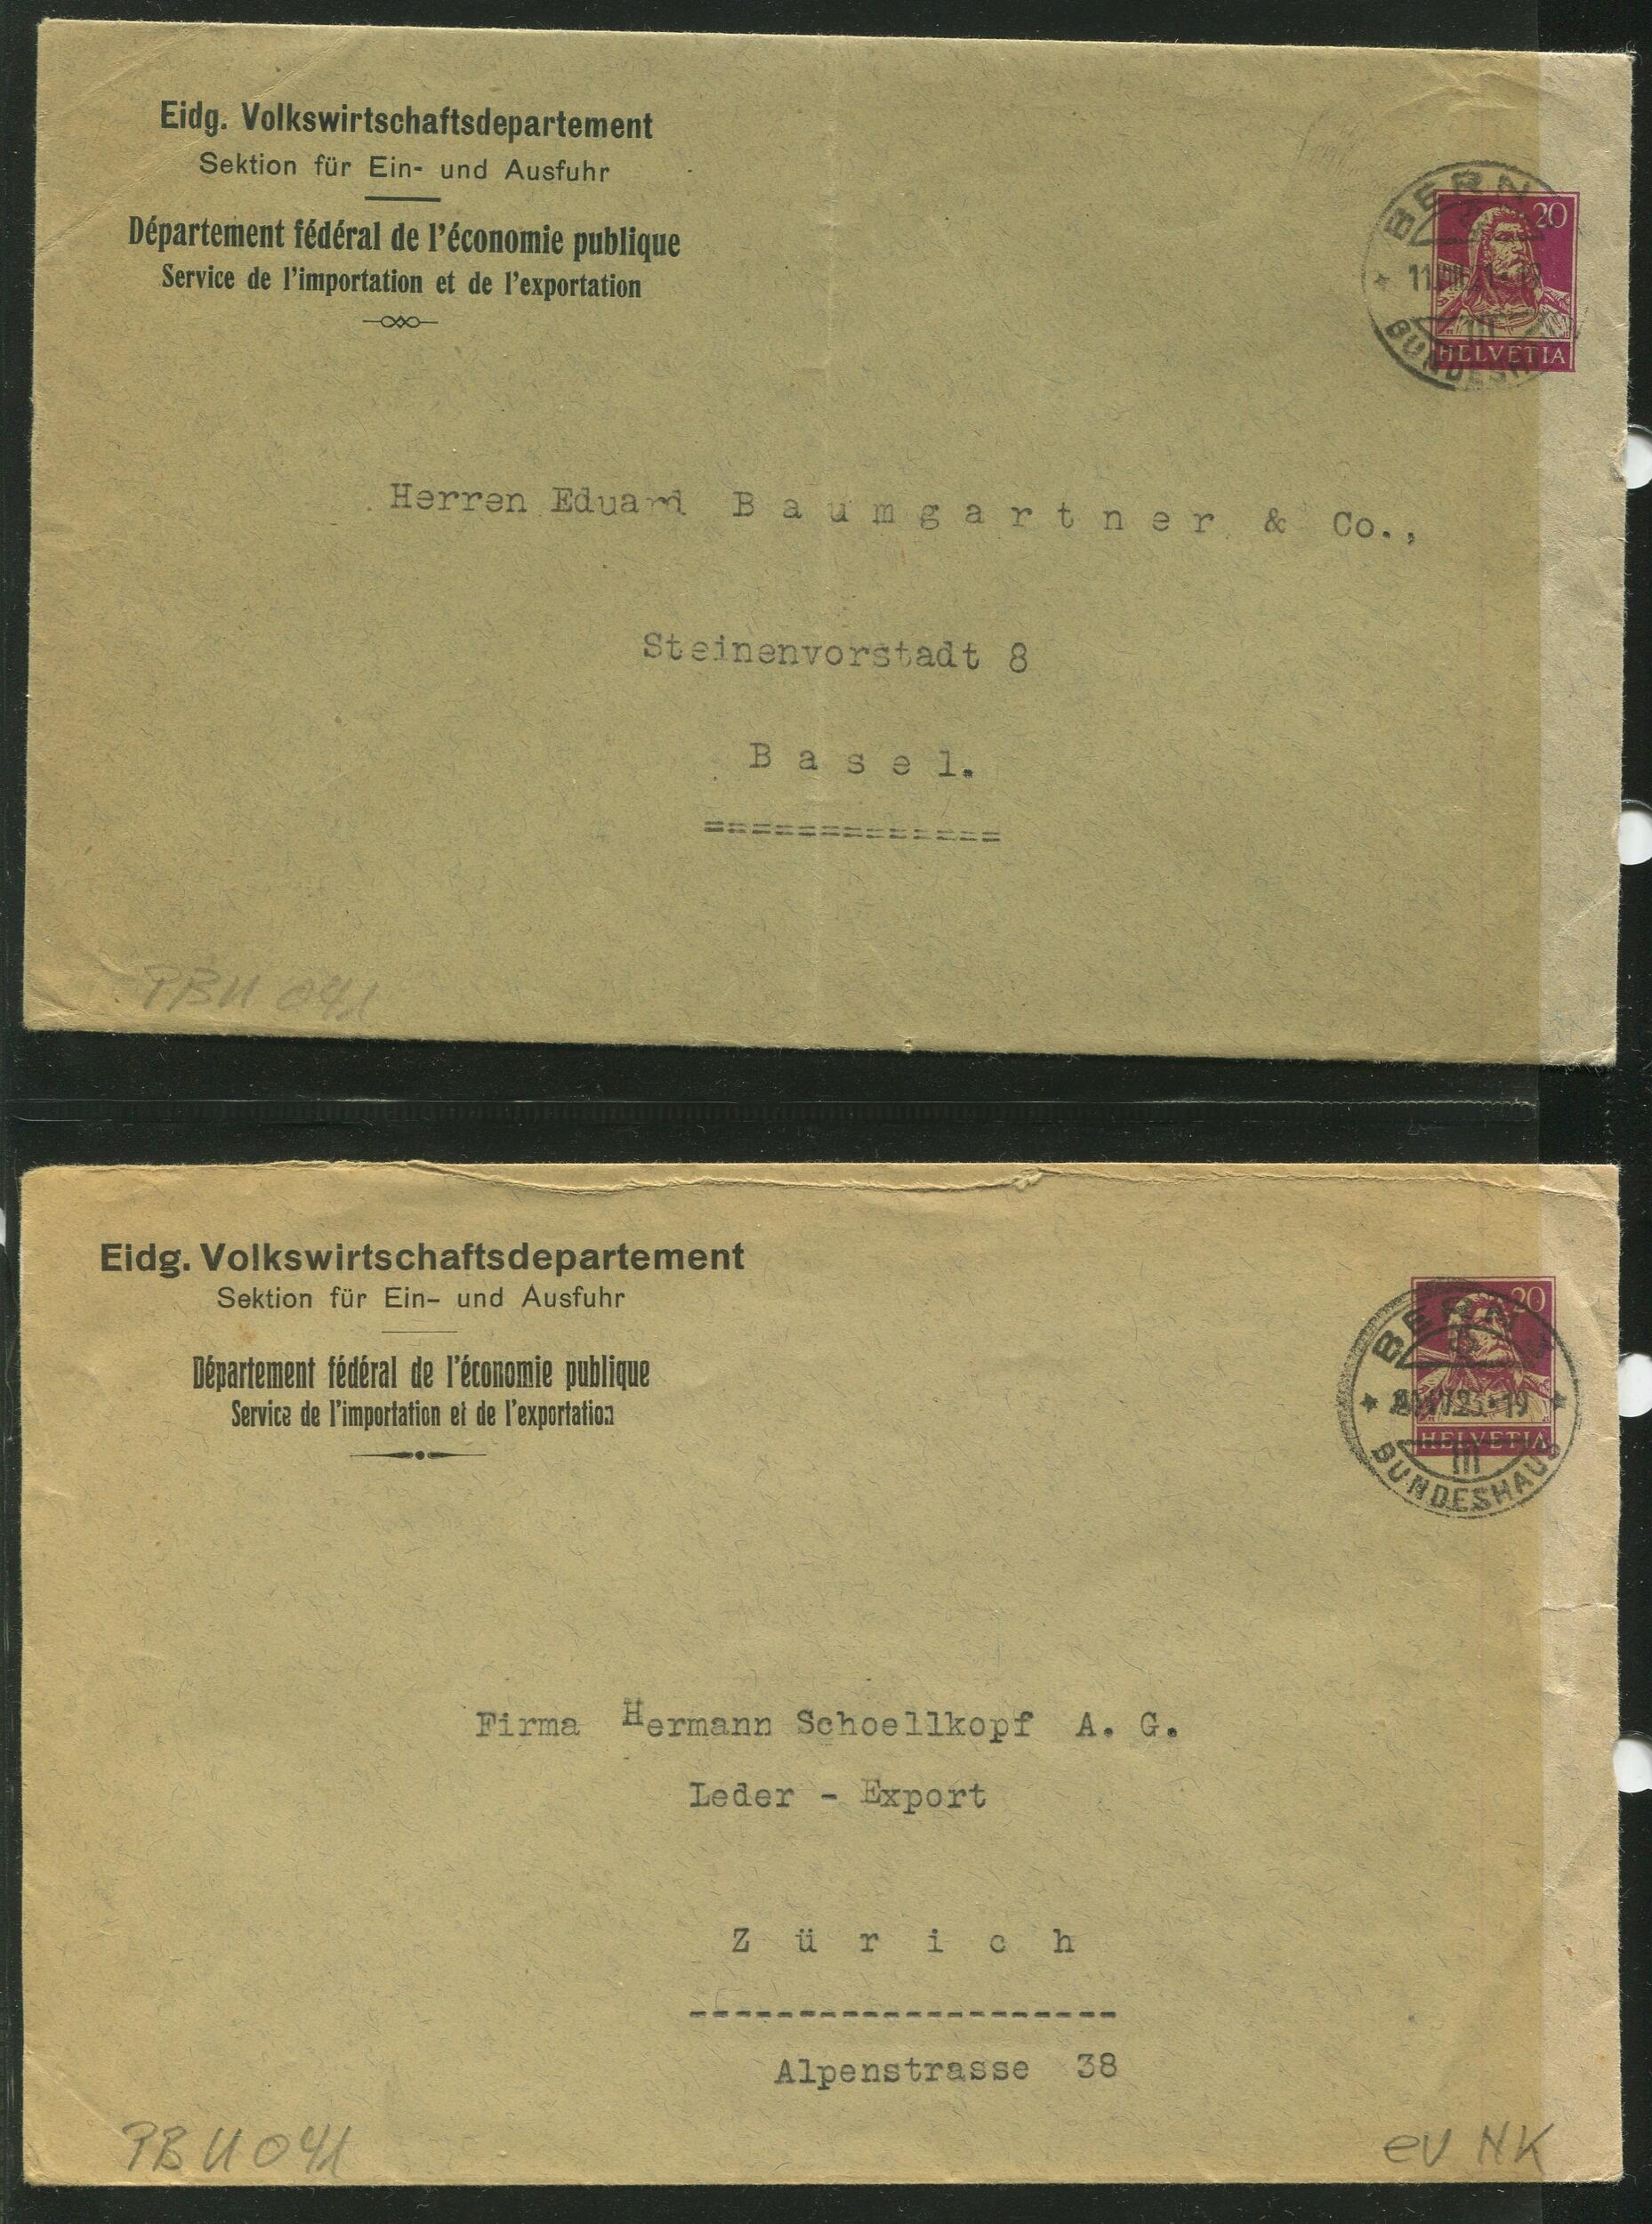 Eidg. Volkswirtschaftsdepartement
Sektion für Ein- und Ausfuhr
Département fédéral de l'économie publique
Service de l'importation et de l'exportation
BERN
20
HELVETIA
Herren Eduard Baumgartner & Co.,
Steinenvorstadt 8
Basel.
=============
PBU 041
Eidg. Volkswirtschaftsdepartement
Sektion für Ein- und Ausfuhr
Département fédéral de l'économie publique
Service de l'importation et de l'exportation
BERN
20
HELVETIA
III
BUNDESHAUS
Firma Hermann Schoellkopf A. G.
Leder - Export
Zürich
--------------------
Alpenstrasse 38
PBU 041
ev NK